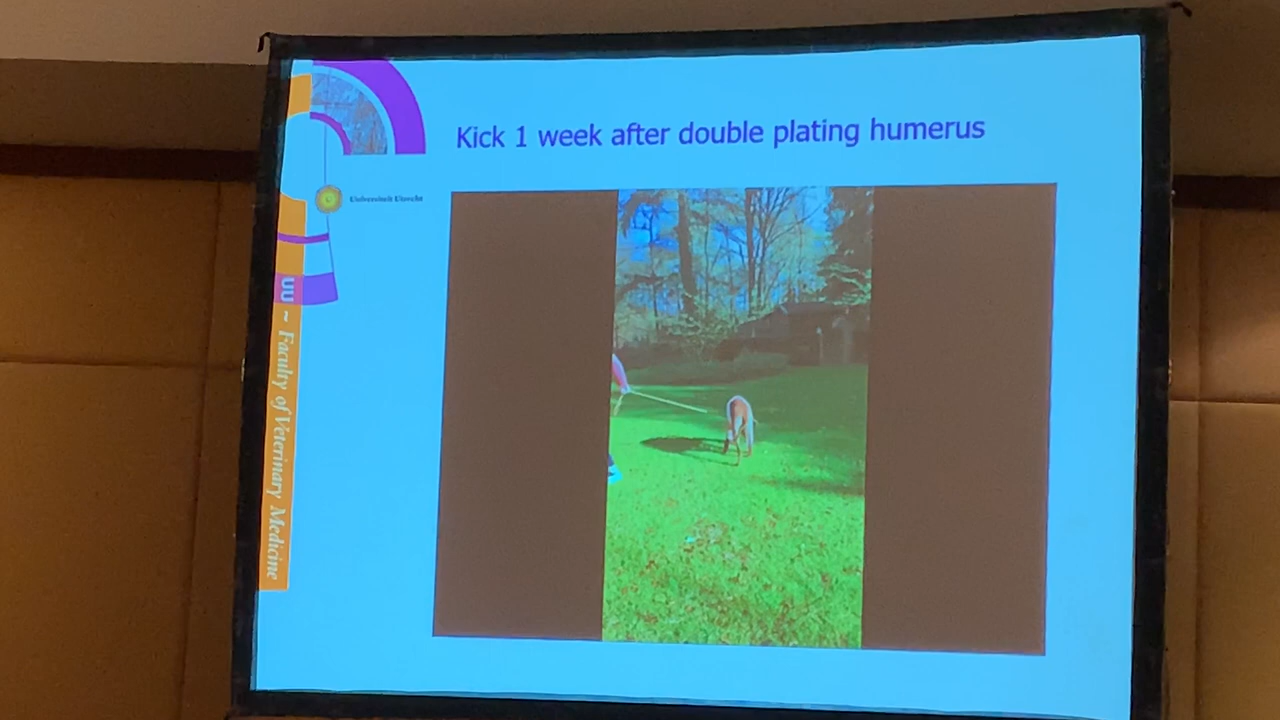 Kick 1 week after double plating humerus
Universiteit Utrecht
UU ~ Faculty of Veterinary Medicine